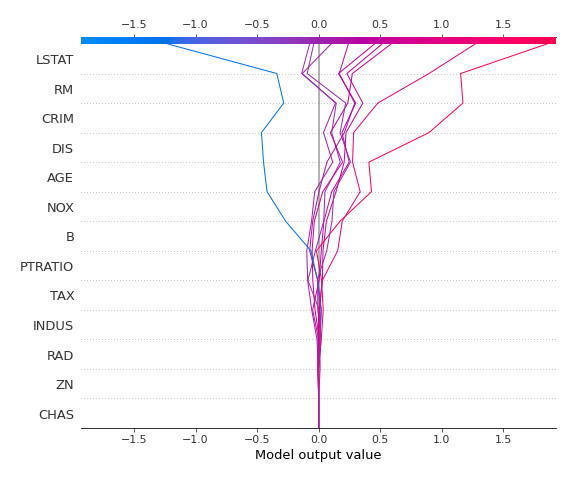 −1.5 −1.0 −0.5 0.0 0.5 1.0 1.5
LSTAT
RM
CRIM
DIS
AGE
NOX
B
PTRATIO
TAX
INDUS
RAD
ZN
CHAS
−1.5 −1.0 −0.5 0.0 0.5 1.0 1.5
Model output value